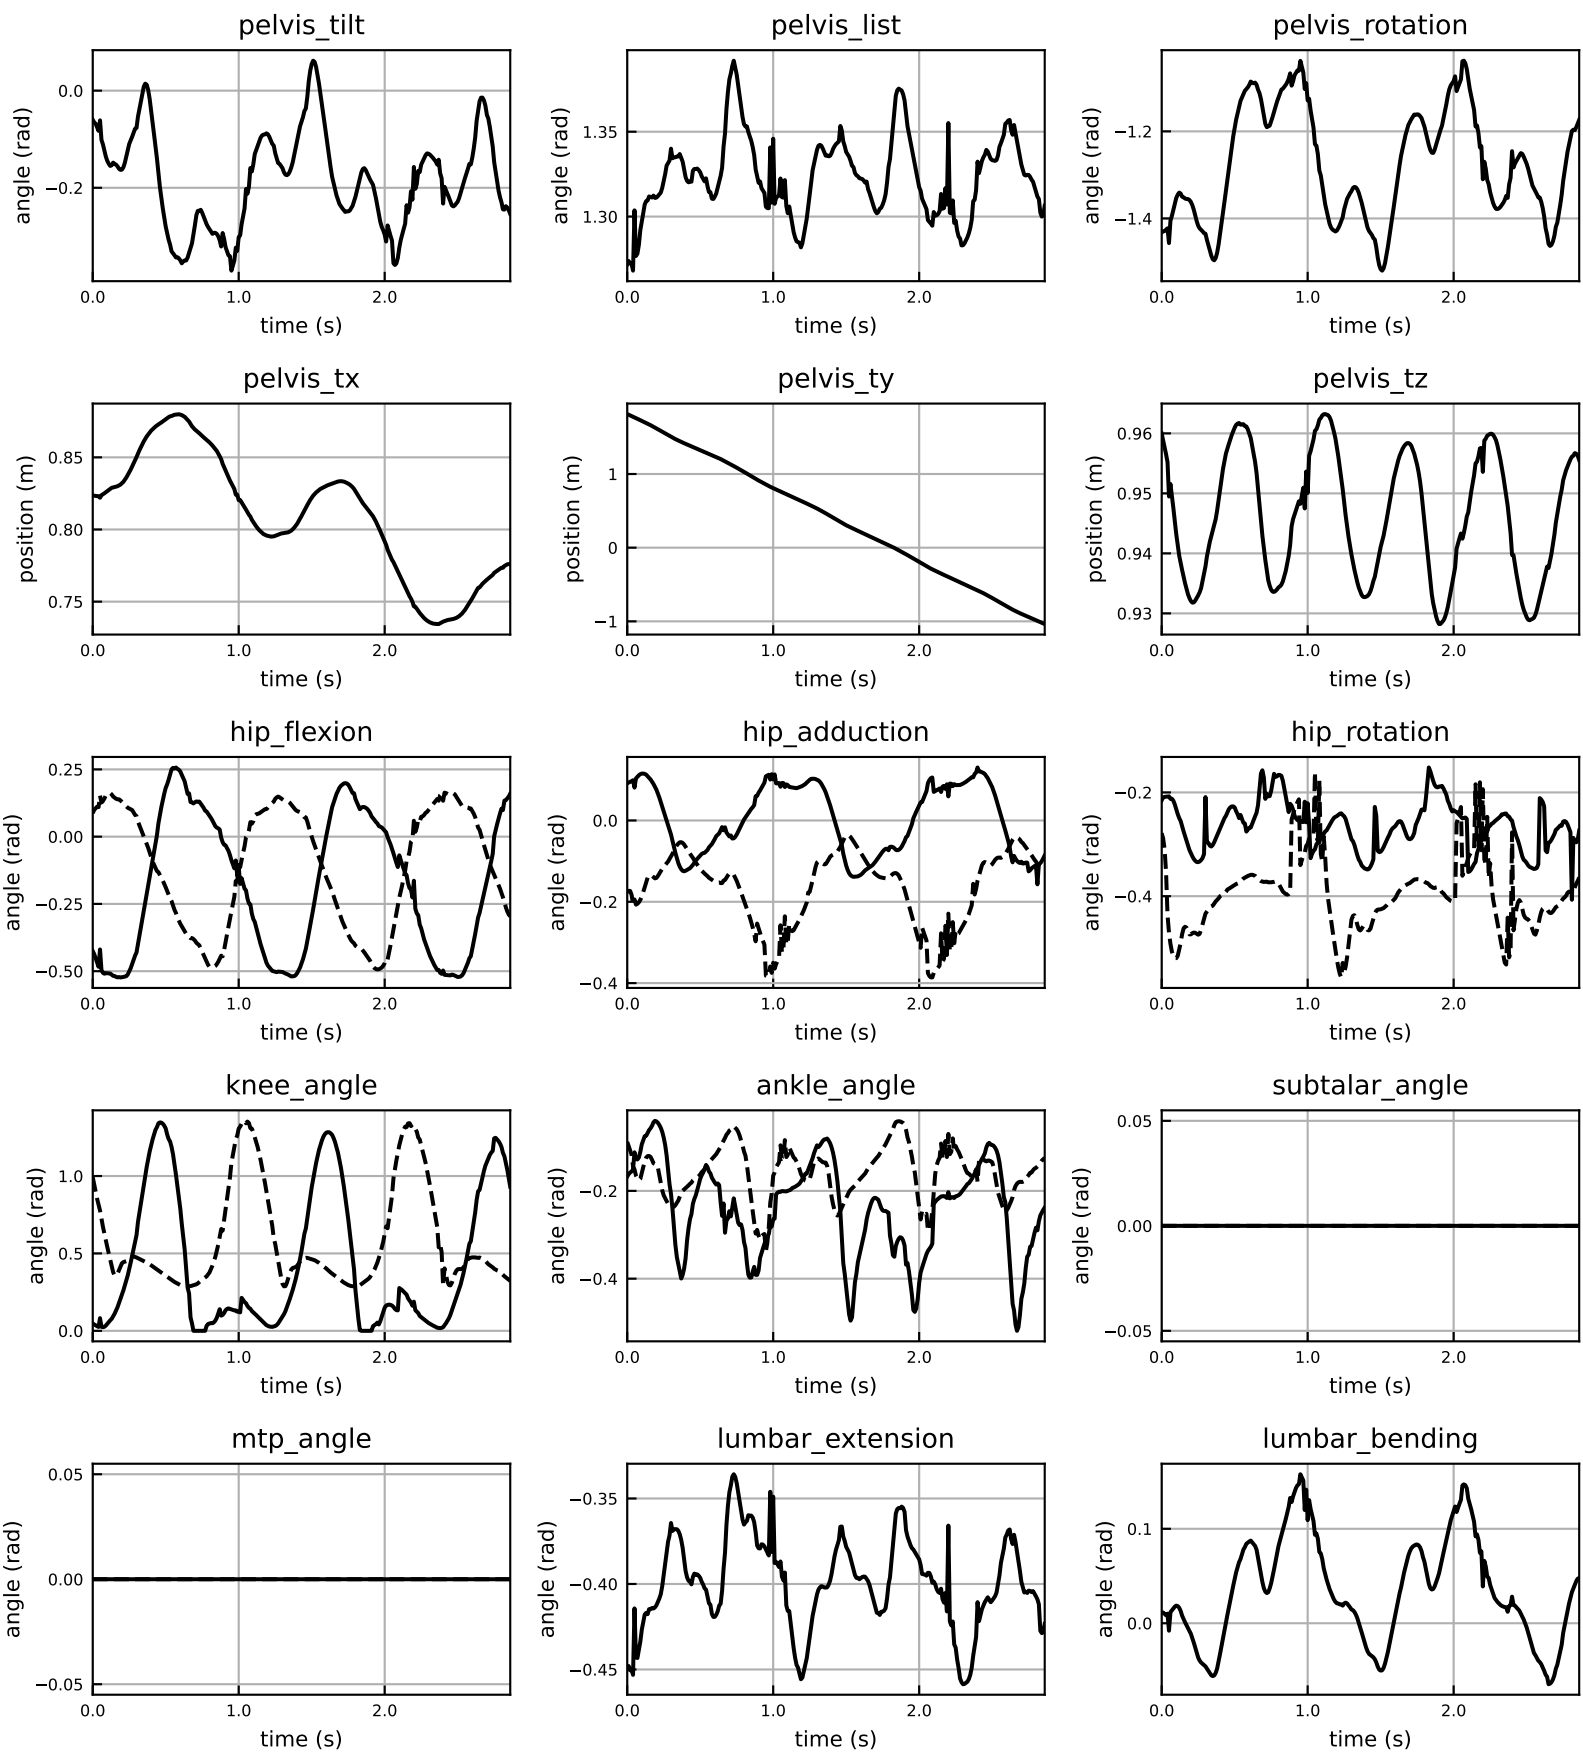 pelvis_tilt
angle (rad)
0.0
−0.2
0.0 1.0 2.0
time (s)
pelvis_list
angle (rad)
1.35
1.30
0.0 1.0 2.0
time (s)
pelvis_rotation
angle (rad)
−1.2
−1.4
0.0 1.0 2.0
time (s)
pelvis_tx
position (m)
0.85
0.80
0.75
0.0 1.0 2.0
time (s)
pelvis_ty
position (m)
1
0
−1
0.0 1.0 2.0
time (s)
pelvis_tz
position (m)
0.96
0.95
0.94
0.93
0.0 1.0 2.0
time (s)
hip_flexion
angle (rad)
0.25
0.00
−0.25
−0.50
0.0 1.0 2.0
time (s)
hip_adduction
angle (rad)
0.0
−0.2
−0.4
0.0 1.0 2.0
time (s)
hip_rotation
angle (rad)
−0.2
−0.4
0.0 1.0 2.0
time (s)
knee_angle
angle (rad)
1.0
0.5
0.0
0.0 1.0 2.0
time (s)
ankle_angle
angle (rad)
−0.2
−0.4
0.0 1.0 2.0
time (s)
subtalar_angle
angle (rad)
0.05
0.00
−0.05
0.0 1.0 2.0
time (s)
mtp_angle
angle (rad)
0.05
0.00
−0.05
0.0 1.0 2.0
time (s)
lumbar_extension
angle (rad)
−0.35
−0.40
−0.45
0.0 1.0 2.0
time (s)
lumbar_bending
angle (rad)
0.1
0.0
0.0 1.0 2.0
time (s)